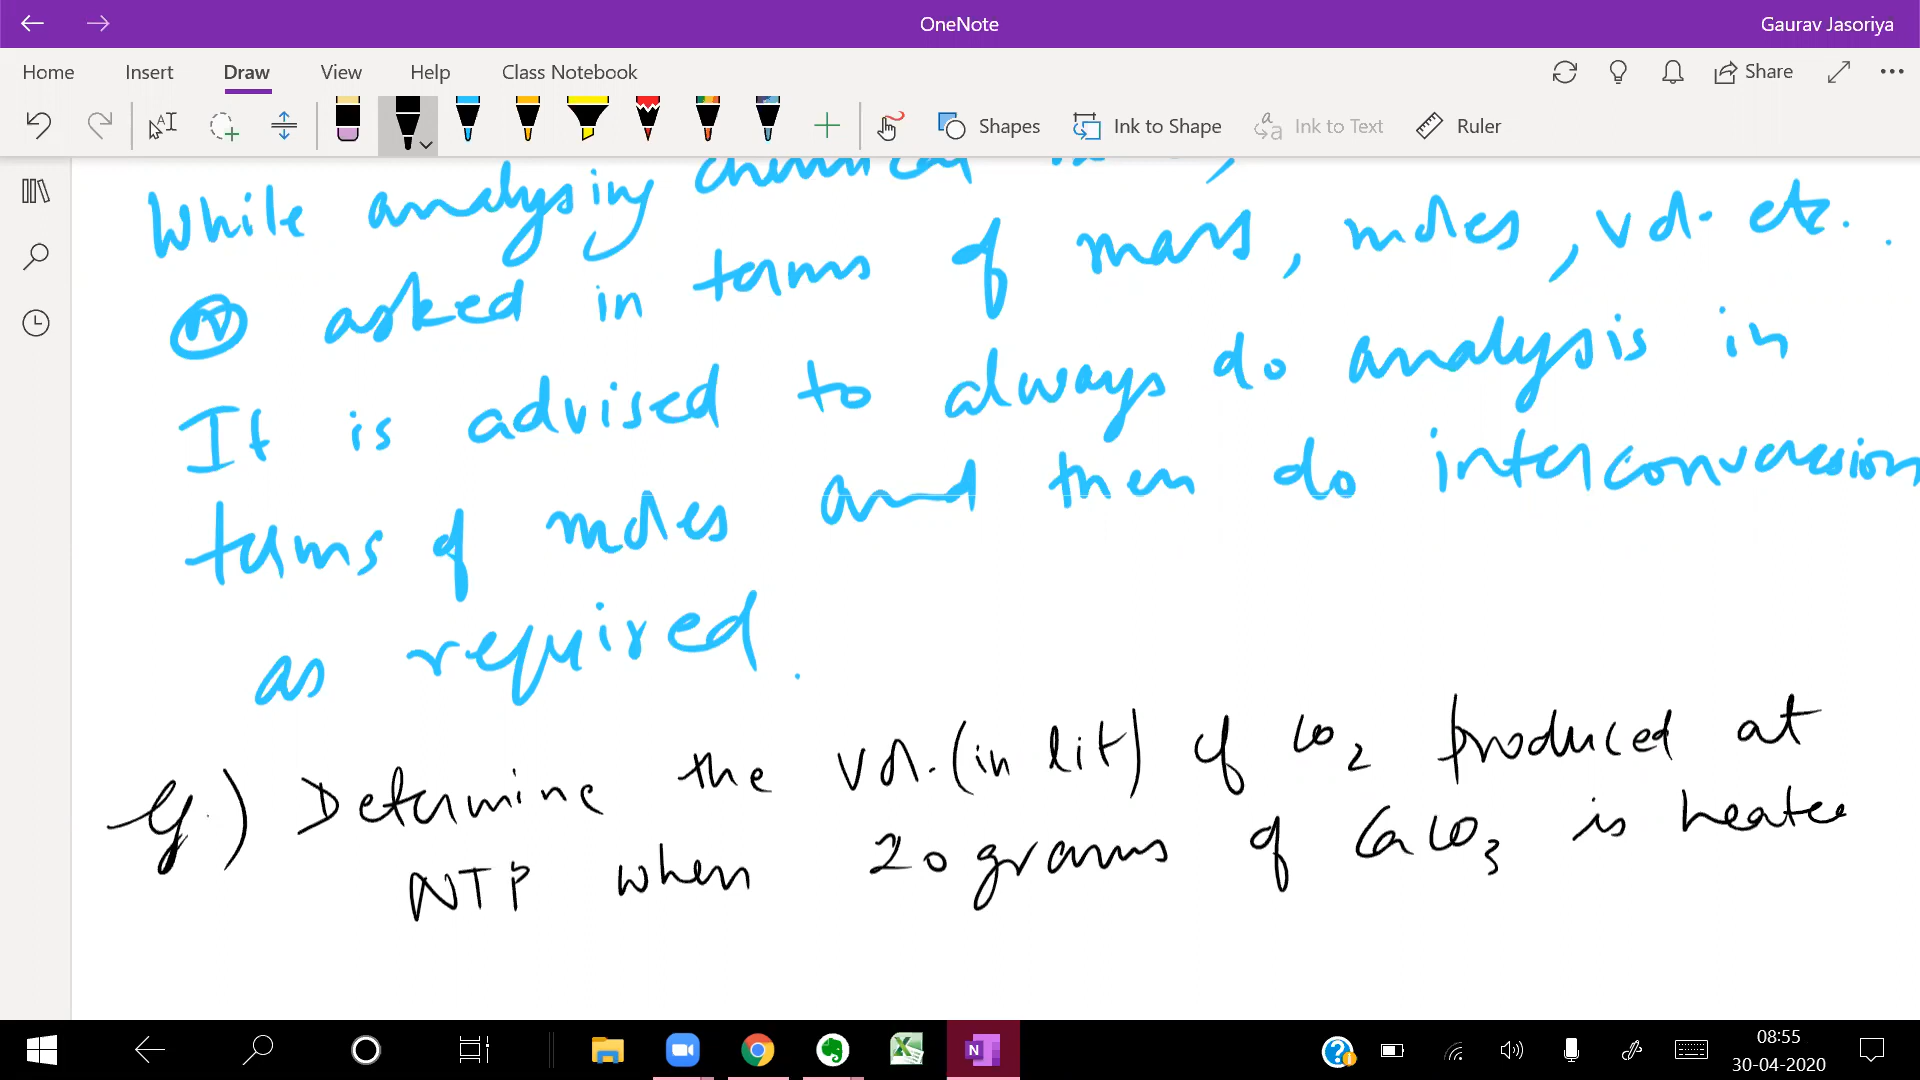 OneNote
Gaurav Jasoriya
Home Insert Draw View Help Class Notebook
Share
Shapes Ink to Shape Ink to Text Ruler
While analysing chemical
asked in terms of mass, moles, vol. etc.
It is advised to always do analysis in
terms of moles and then do interconversion
as required.
eg.) Determine the vol. (in lit) of CO2 produced at
NTP when 20 grams of CaCO3 is heated
08:55
30-04-2020